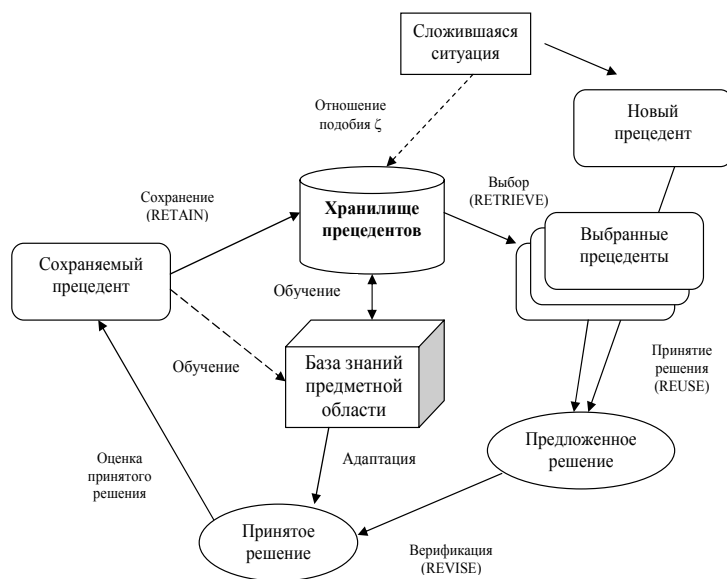 Сложившаяся
ситуация
Отношение
подобия ζ
Новый
прецедент
Сохранение
(RETAIN)
Хранилище
прецедентов
Выбор
(RETRIEVE)
Выбранные
прецеденты
Сохраняемый
прецедент
Обучение
Обучение
База знаний
предметной
области
Принятие
решения
(REUSE)
Предложенное
решение
Оценка
принятого
решения
Адаптация
Принятое
решение
Верификация
(REVISE)